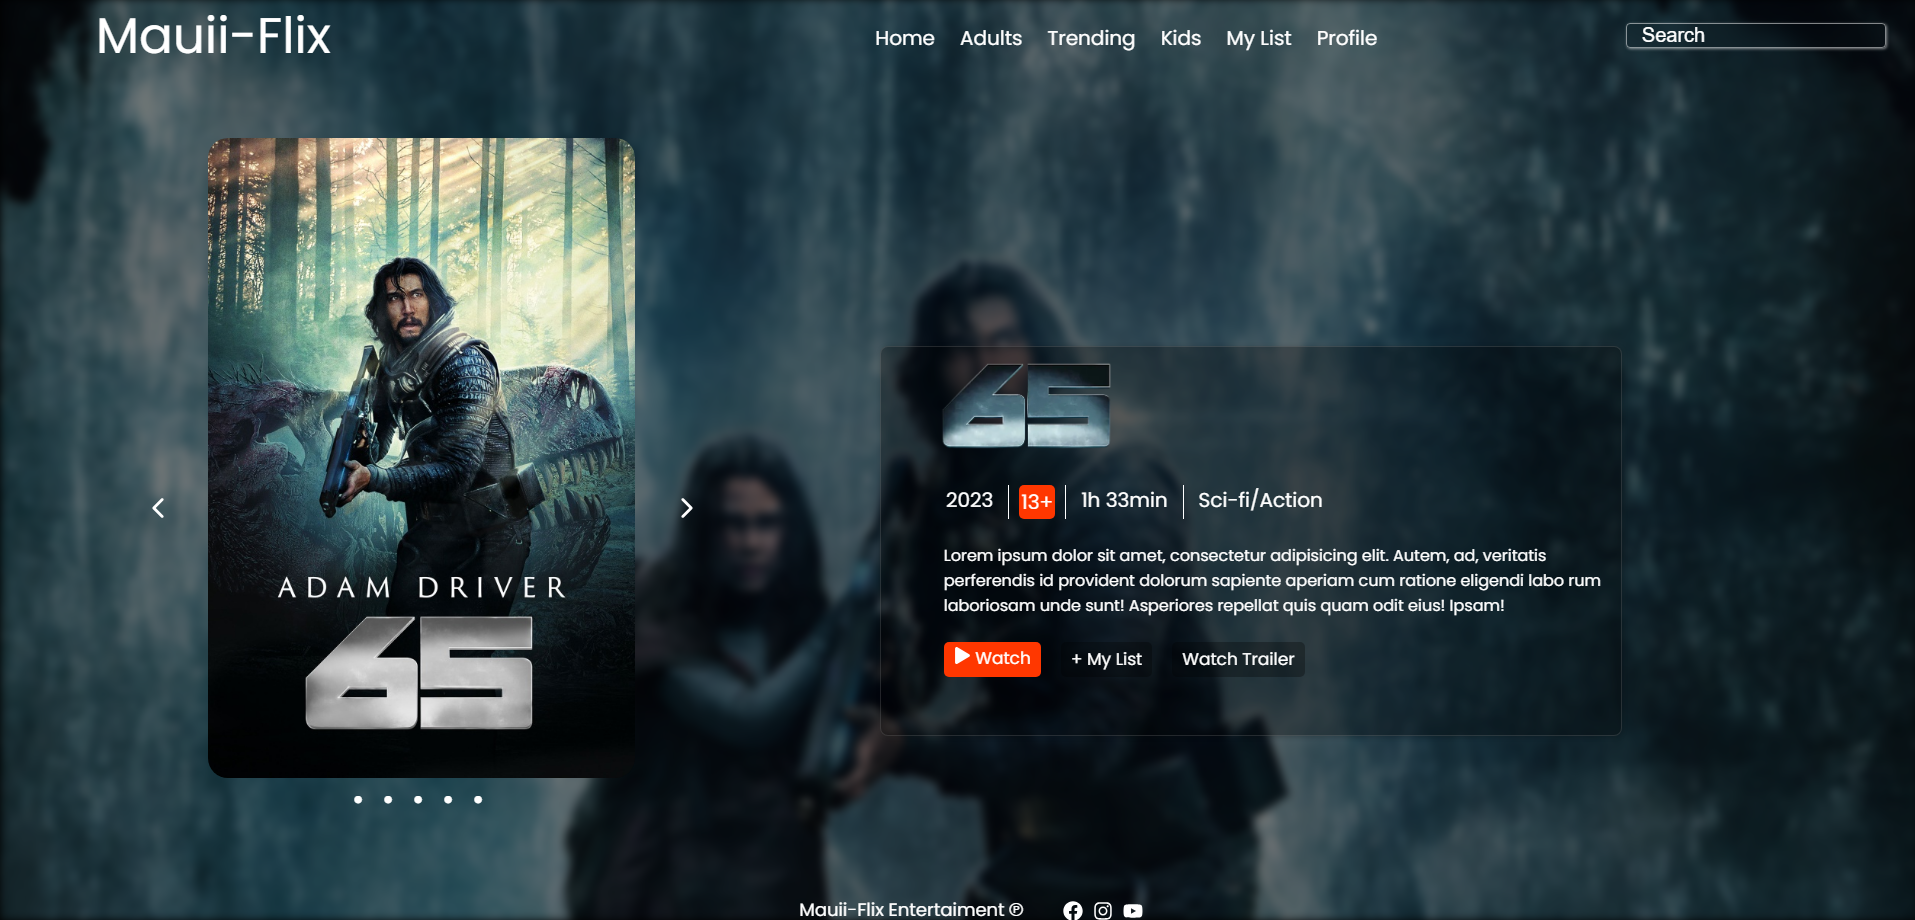 Mauii-Flix
Home Adults Trending Kids My List Profile
Search
ADAM DRIVER
65
65
2023 13+ 1h 33min Sci-fi/Action
Lorem ipsum dolor sit amet, consectetur adipisicing elit. Autem, ad, veritatis
perferendis id provident dolorum sapiente aperiam cum ratione eligendi labo rum
laboriosam unde sunt! Asperiores repellat quis quam odit eius! Ipsam!
Watch + My List Watch Trailer
Mauii-Flix Entertaiment ℗